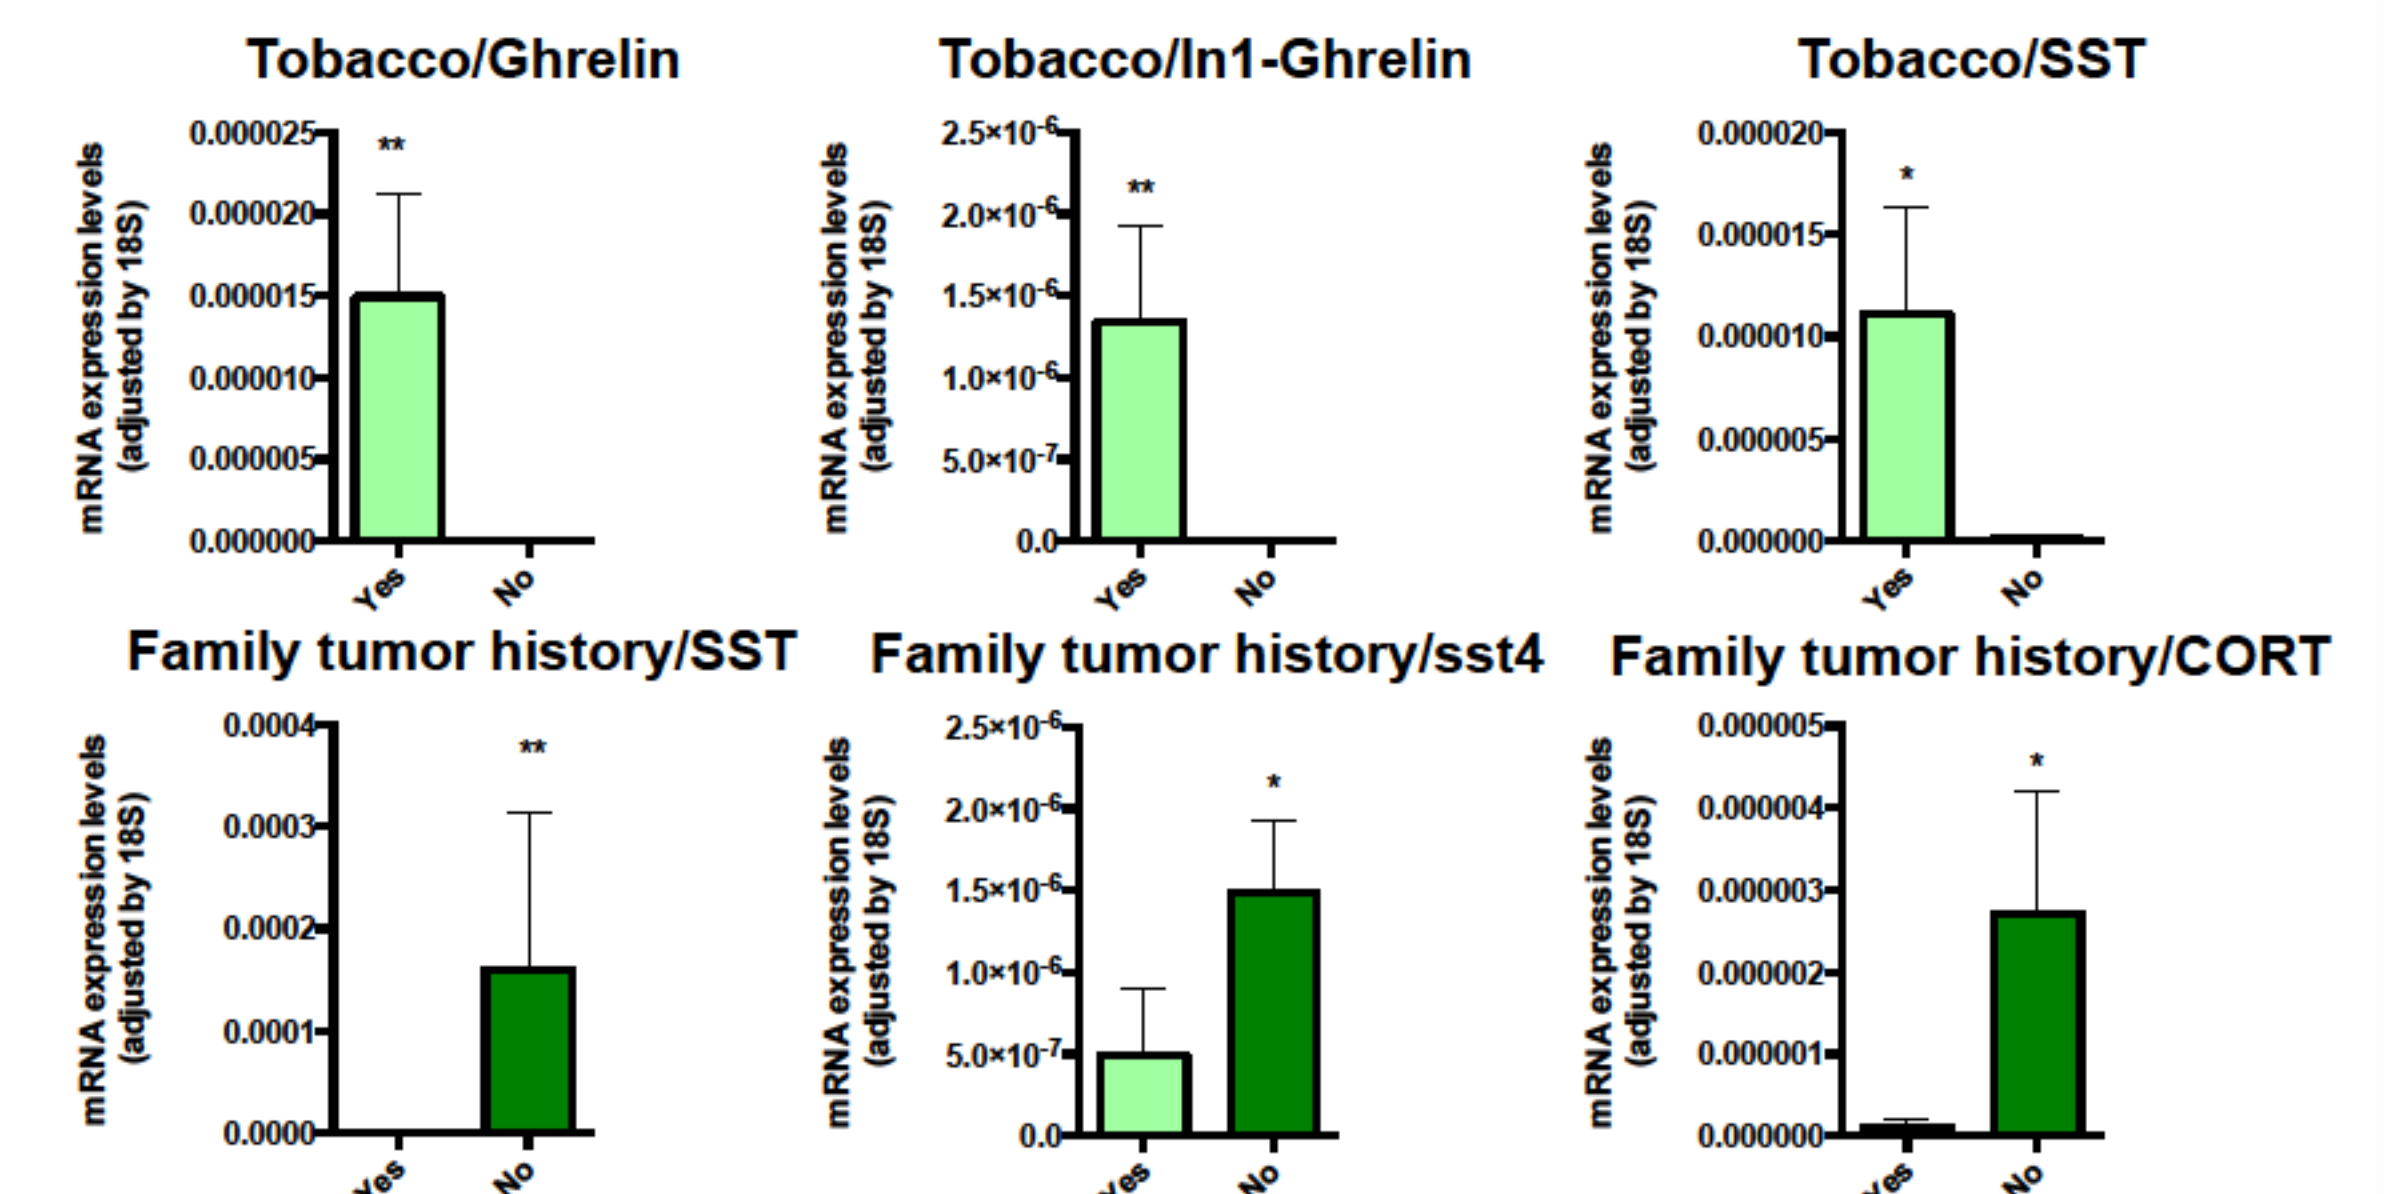 Tobacco/Ghrelin
mRNA expression levels
(adjusted by 18S)
0.000025
0.000020
0.000015
0.000010
0.000005
0.000000
**
Yes
No
Tobacco/In1-Ghrelin
mRNA expression levels
(adjusted by 18S)
2.5×10⁻⁶
2.0×10⁻⁶
1.5×10⁻⁶
1.0×10⁻⁶
5.0×10⁻⁷
0.0
**
Yes
No
Tobacco/SST
mRNA expression levels
(adjusted by 18S)
0.000020
0.000015
0.000010
0.000005
0.000000
*
Yes
No
Family tumor history/SST
mRNA expression levels
(adjusted by 18S)
0.0004
0.0003
0.0002
0.0001
0.0000
**
Yes
No
Family tumor history/sst4
mRNA expression levels
(adjusted by 18S)
2.5×10⁻⁶
2.0×10⁻⁶
1.5×10⁻⁶
1.0×10⁻⁶
5.0×10⁻⁷
0.0
*
Yes
No
Family tumor history/CORT
mRNA expression levels
(adjusted by 18S)
0.000005
0.000004
0.000003
0.000002
0.000001
0.000000
*
Yes
No